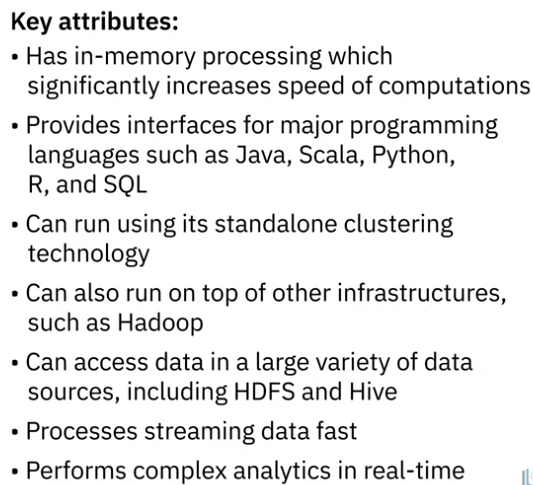 Key attributes:
• Has in-memory processing which
significantly increases speed of computations
• Provides interfaces for major programming
languages such as Java, Scala, Python,
R, and SQL
• Can run using its standalone clustering
technology
• Can also run on top of other infrastructures,
such as Hadoop
• Can access data in a large variety of data
sources, including HDFS and Hive
• Processes streaming data fast
• Performs complex analytics in real-time